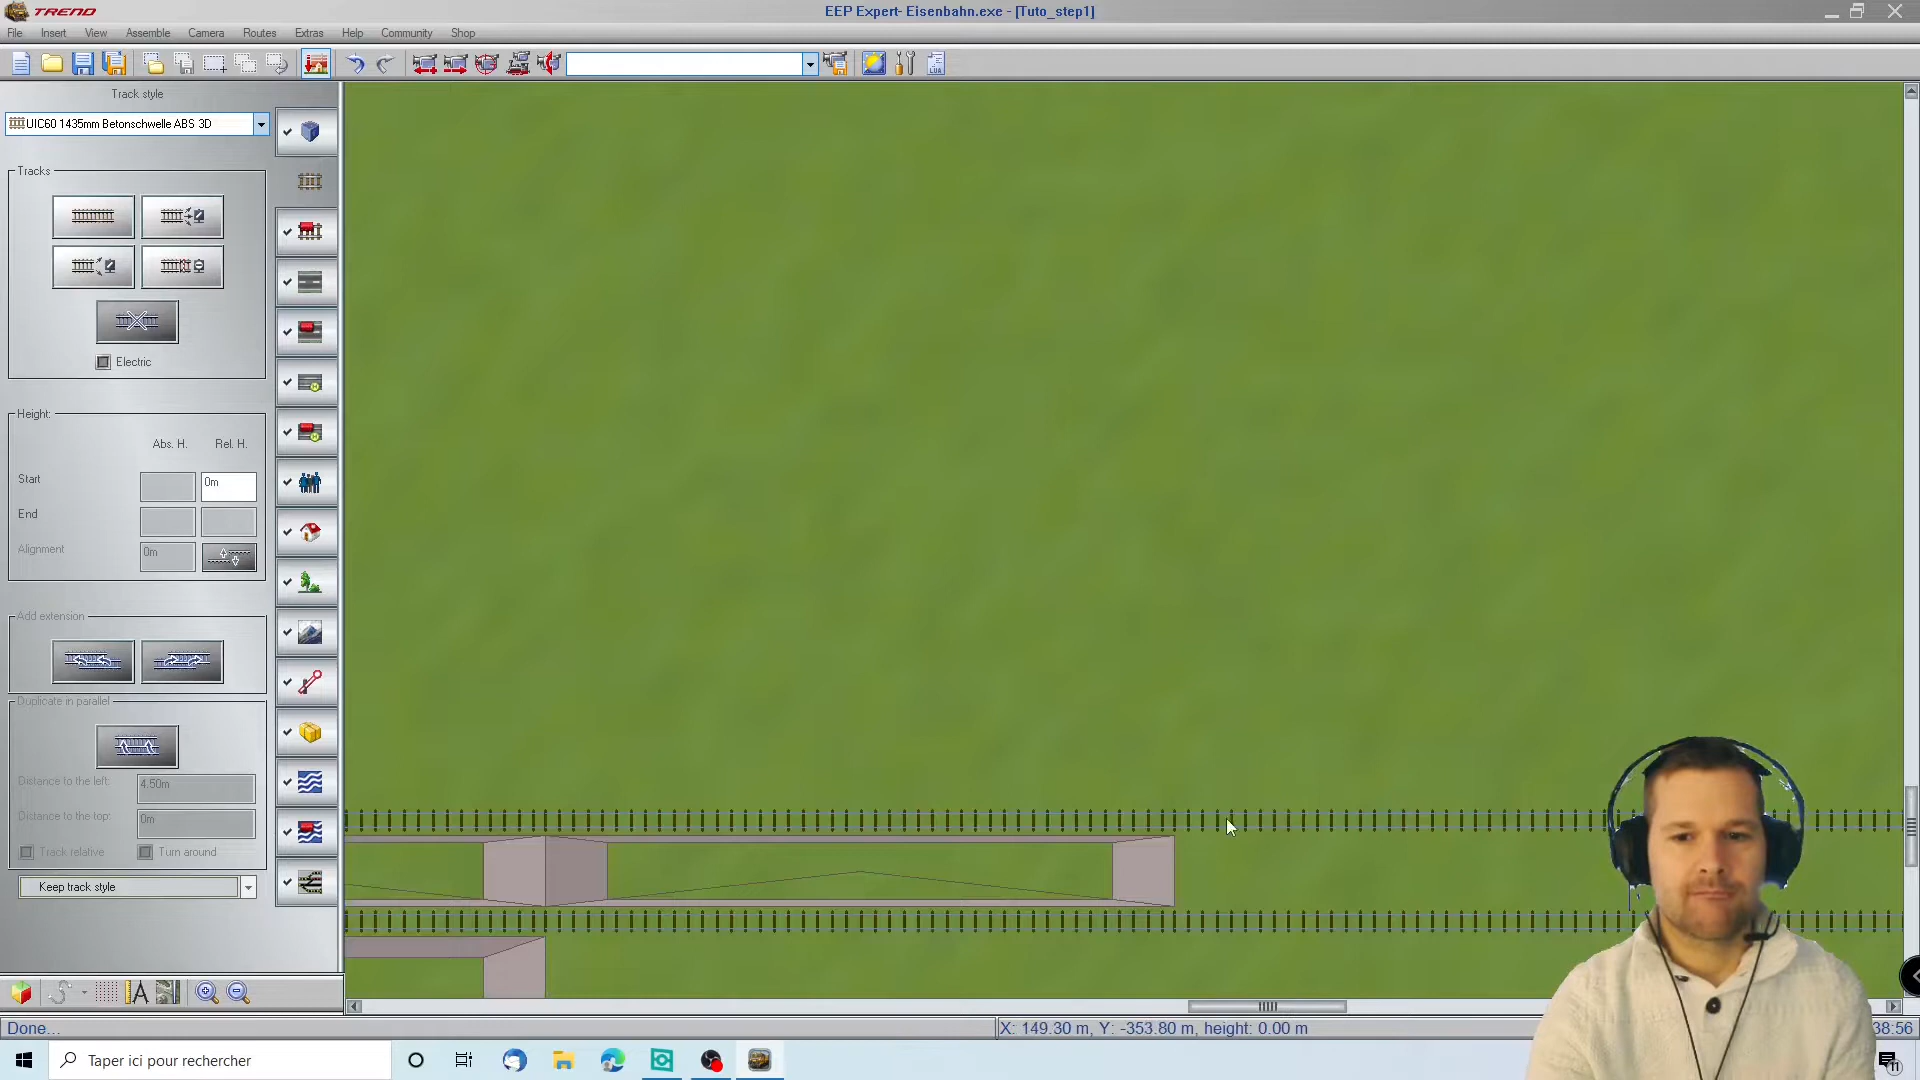 TREND
EEP Expert- Eisenbahn.exe - [Tuto_step1]
File Insert View Assemble Camera Routes Extras Help Community Shop
LUA
Track style
UIC60 1435mm Betonschwelle ABS 3D
Tracks
Electric
Height:
Abs. H. Rel. H.
Start 0m
End
Alignment 0m
Add extension
Duplicate in parallel
Distance to the left: 4.50m
Distance to the top: 0m
Track relative Turn around
Keep track style
Done... X: 149.30 m, Y: -353.80 m, height: 0.00 m 38:56
Taper ici pour rechercher
11